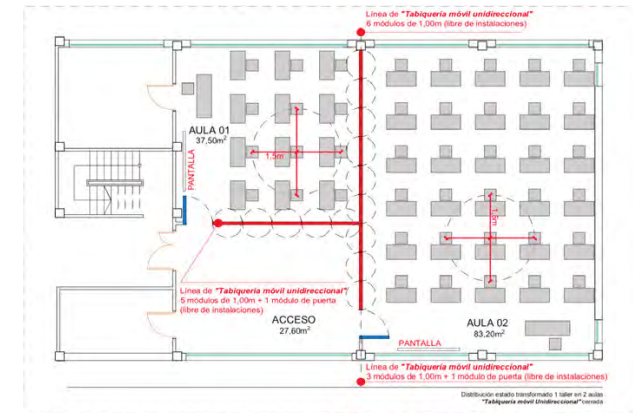 Línea de "Tabiquería móvil unidireccional"
6 módulos de 1,00m (libre de instalaciones)
AULA 01
37,50m²
1,5m
PANTALLA
1,5m
Línea de "Tabiquería móvil unidireccional"
5 módulos de 1,00m + 1 módulo de puerta
(libre de instalaciones)
ACCESO
27,60m²
AULA 02
83,20m²
PANTALLA
Línea de "Tabiquería móvil unidireccional"
3 módulos de 1,00m + 1 módulo de puerta (libre de instalaciones)
Distribución estado transformado 1 taller en 2 aulas
"Tabiquería móvil Unidireccional" cerrada